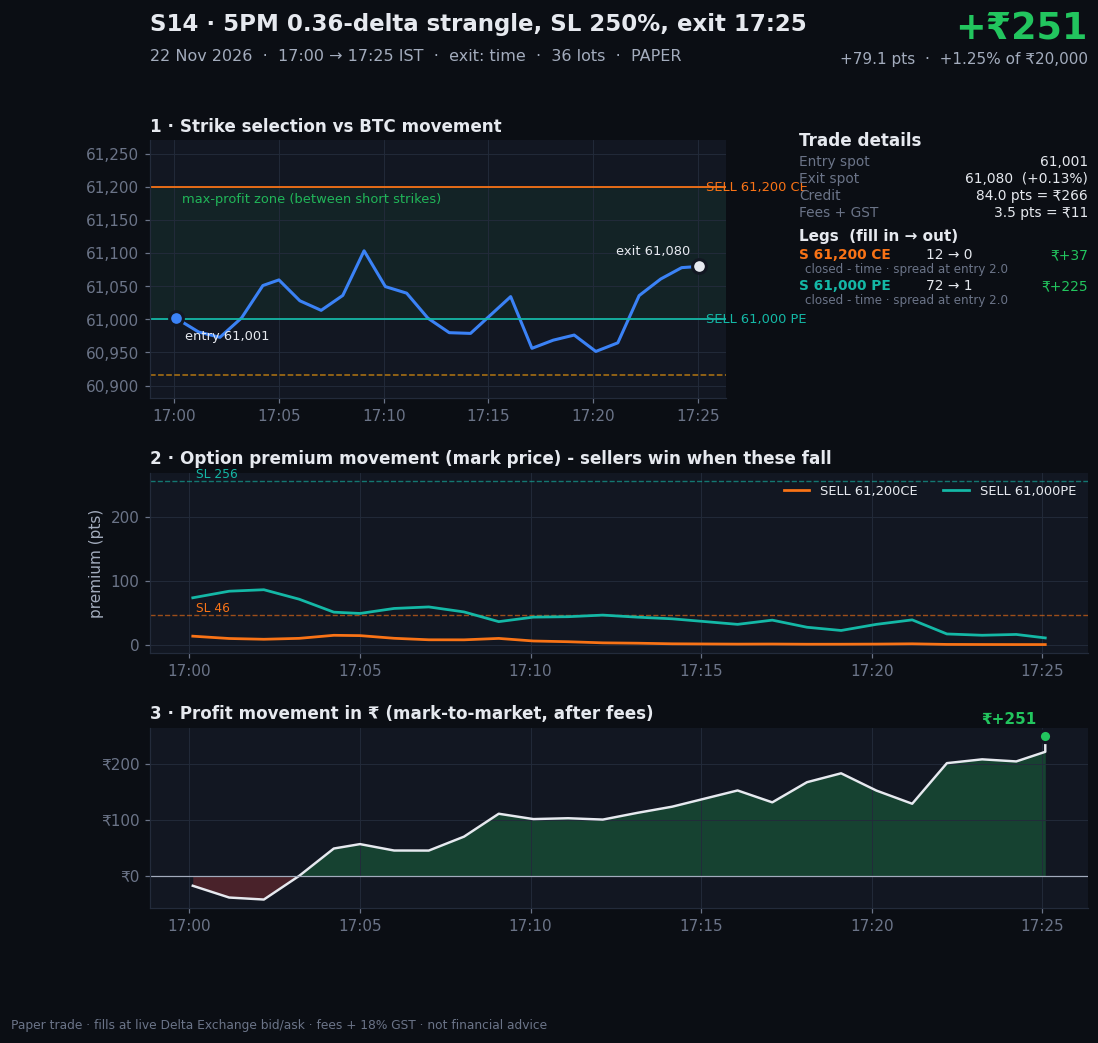 S14 · 5PM 0.36-delta strangle, SL 250%, exit 17:25
+₹251
22 Nov 2026 · 17:00 → 17:25 IST · exit: time · 36 lots · PAPER
+79.1 pts · +1.25% of ₹20,000
1 · Strike selection vs BTC movement
61,250
61,200
61,150
61,100
61,050
61,000
60,950
60,900
SELL 61,200 CE
max-profit zone (between short strikes)
exit 61,080
SELL 61,000 PE
entry 61,001
17:00 17:05 17:10 17:15 17:20 17:25
Trade details
Entry spot 61,001
Exit spot 61,080 (+0.13%)
Credit 84.0 pts = ₹266
Fees + GST 3.5 pts = ₹11
Legs (fill in → out)
S 61,200 CE 12 → 0 ₹+37
closed - time · spread at entry 2.0
S 61,000 PE 72 → 1 ₹+225
closed - time · spread at entry 2.0
2 · Option premium movement (mark price) - sellers win when these fall
SL 256
SELL 61,200CE SELL 61,000PE
premium (pts)
200
100
0
SL 46
17:00 17:05 17:10 17:15 17:20 17:25
3 · Profit movement in ₹ (mark-to-market, after fees)
₹+251
₹200
₹100
₹0
17:00 17:05 17:10 17:15 17:20 17:25
Paper trade · fills at live Delta Exchange bid/ask · fees + 18% GST · not financial advice